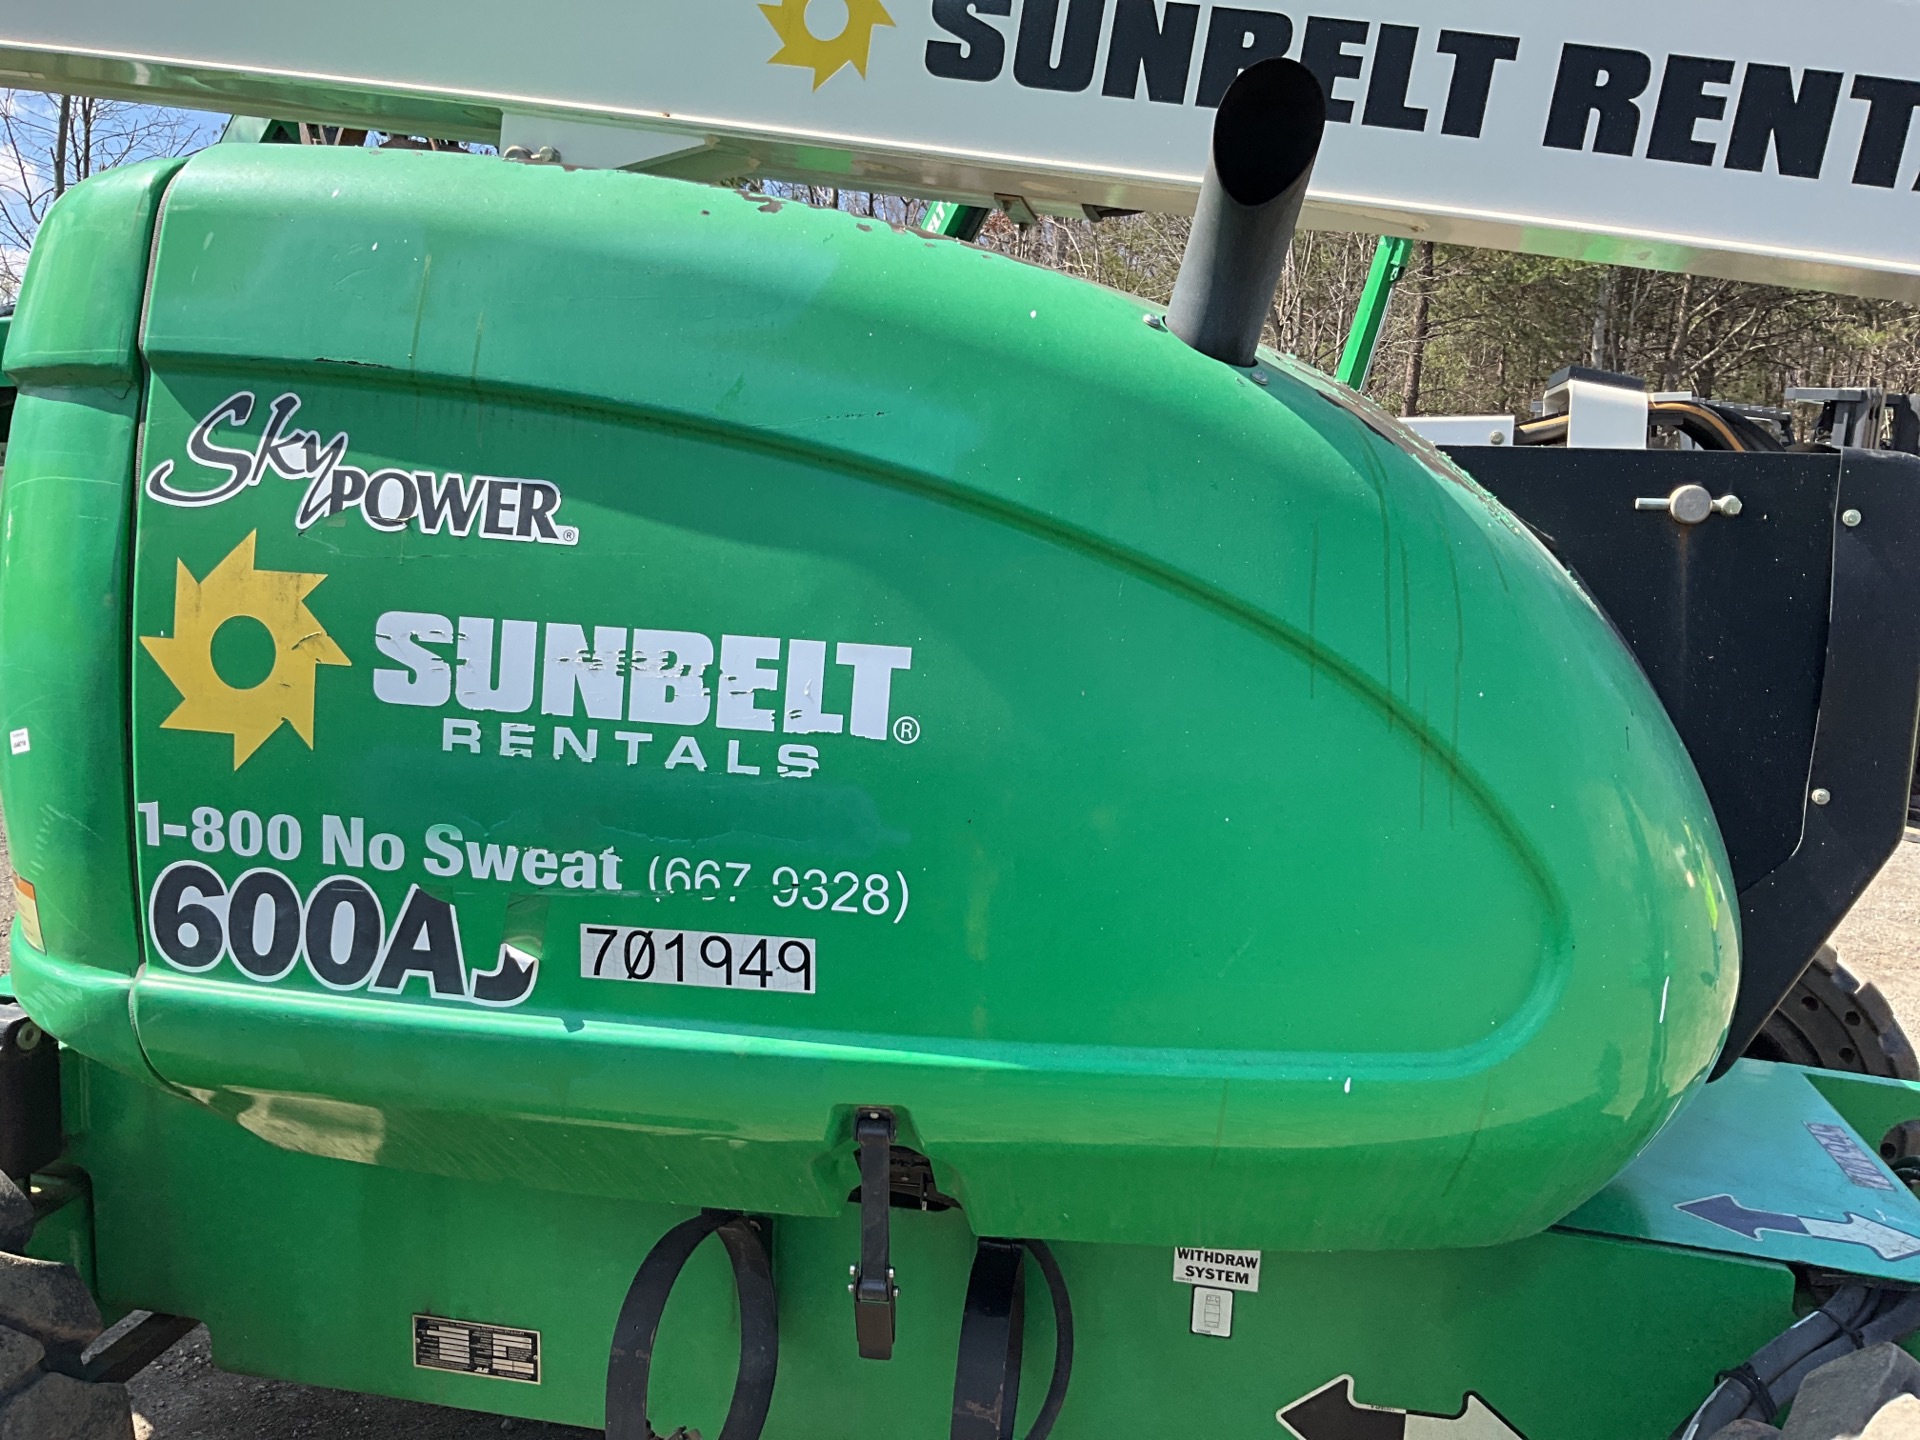 SUNBELT RENT
SkyPOWER®
SUNBELT®
RENTALS
1-800 No Sweat (667 9328)
600AJ
701949
WITHDRAW
SYSTEM